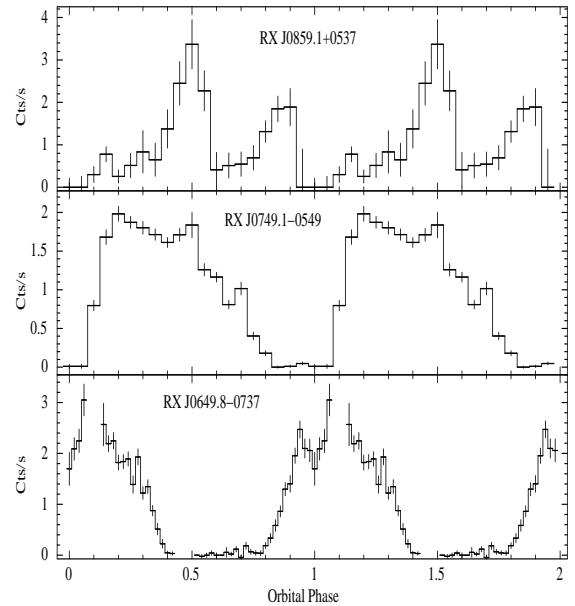 RX J0859.1+0537
Cts/s
4
3
2
1
0
RX J0749.1−0549
Cts/s
2
1.5
1
0.5
0
RX J0649.8−0737
Cts/s
3
2
1
0
0 0.5 1 1.5 2
Orbital Phase